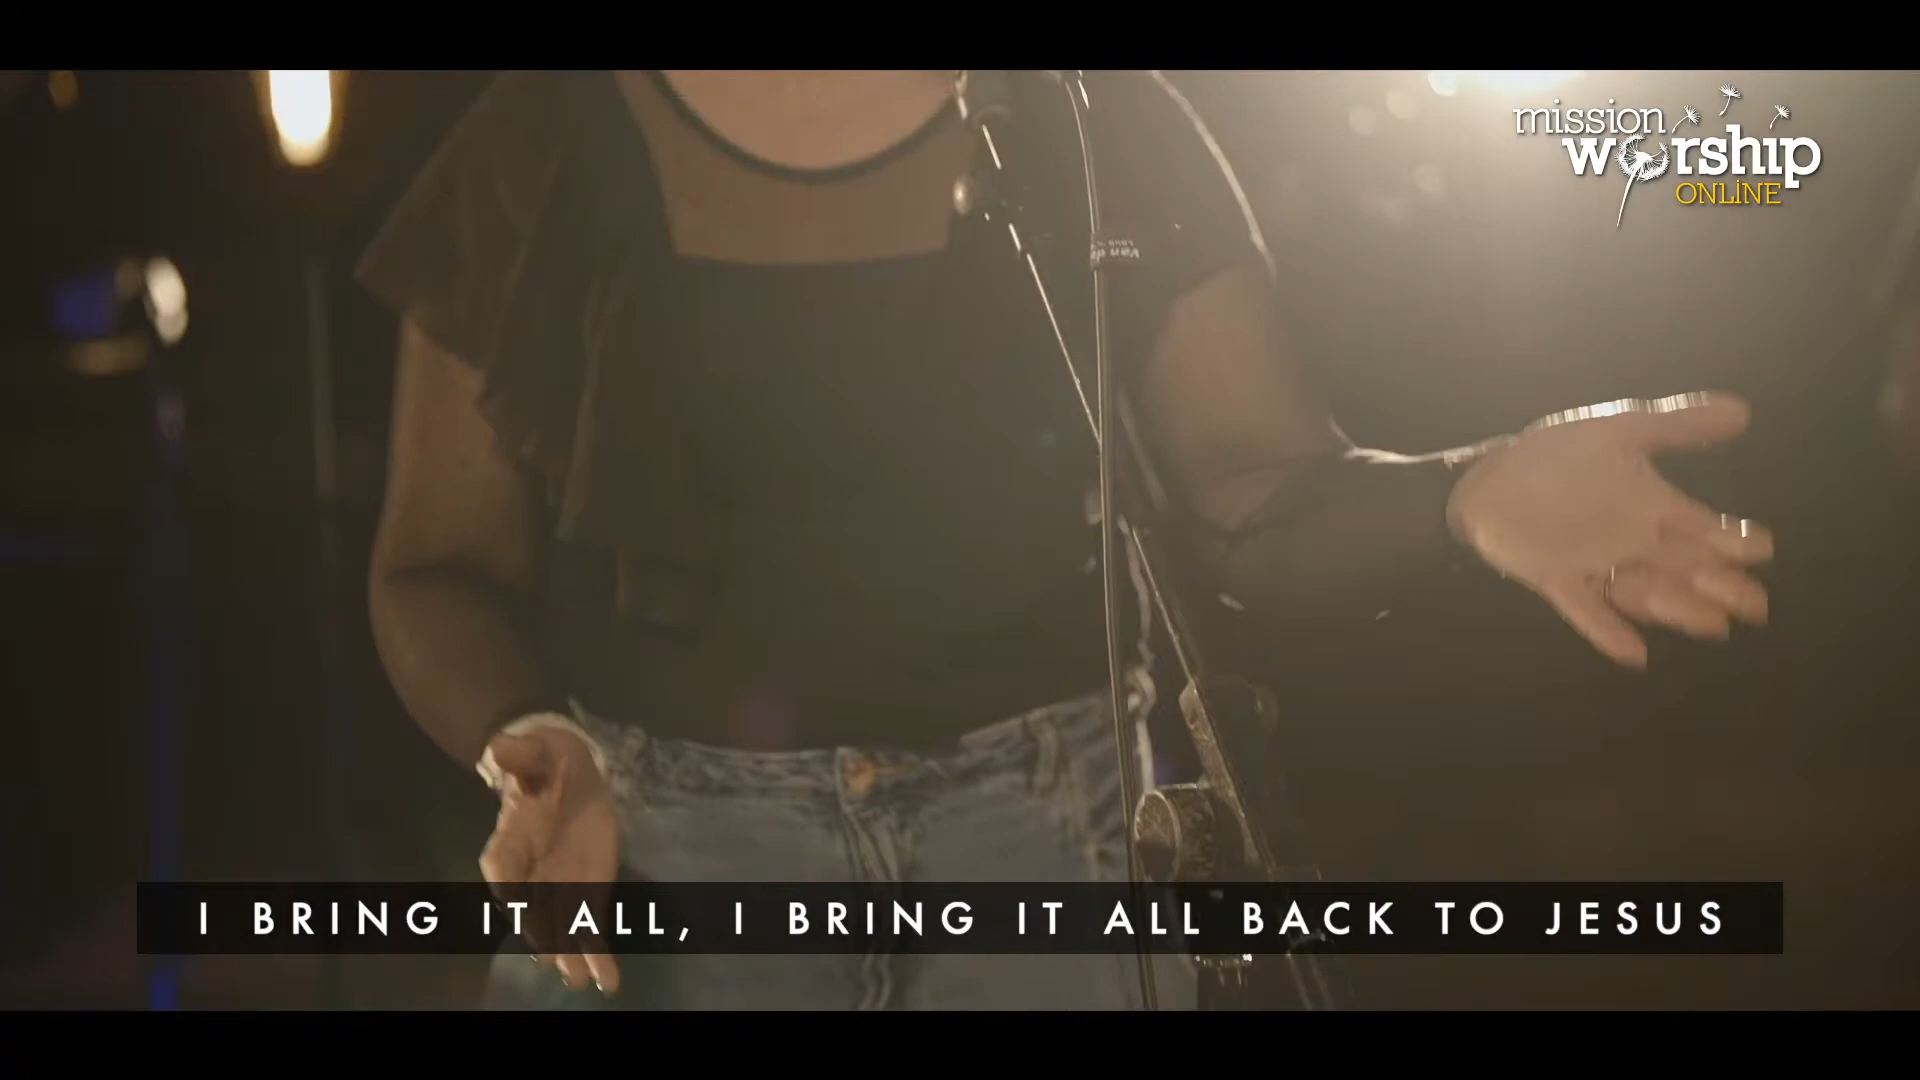 mission
worship
ONLINE
I BRING IT ALL, I BRING IT ALL BACK TO JESUS